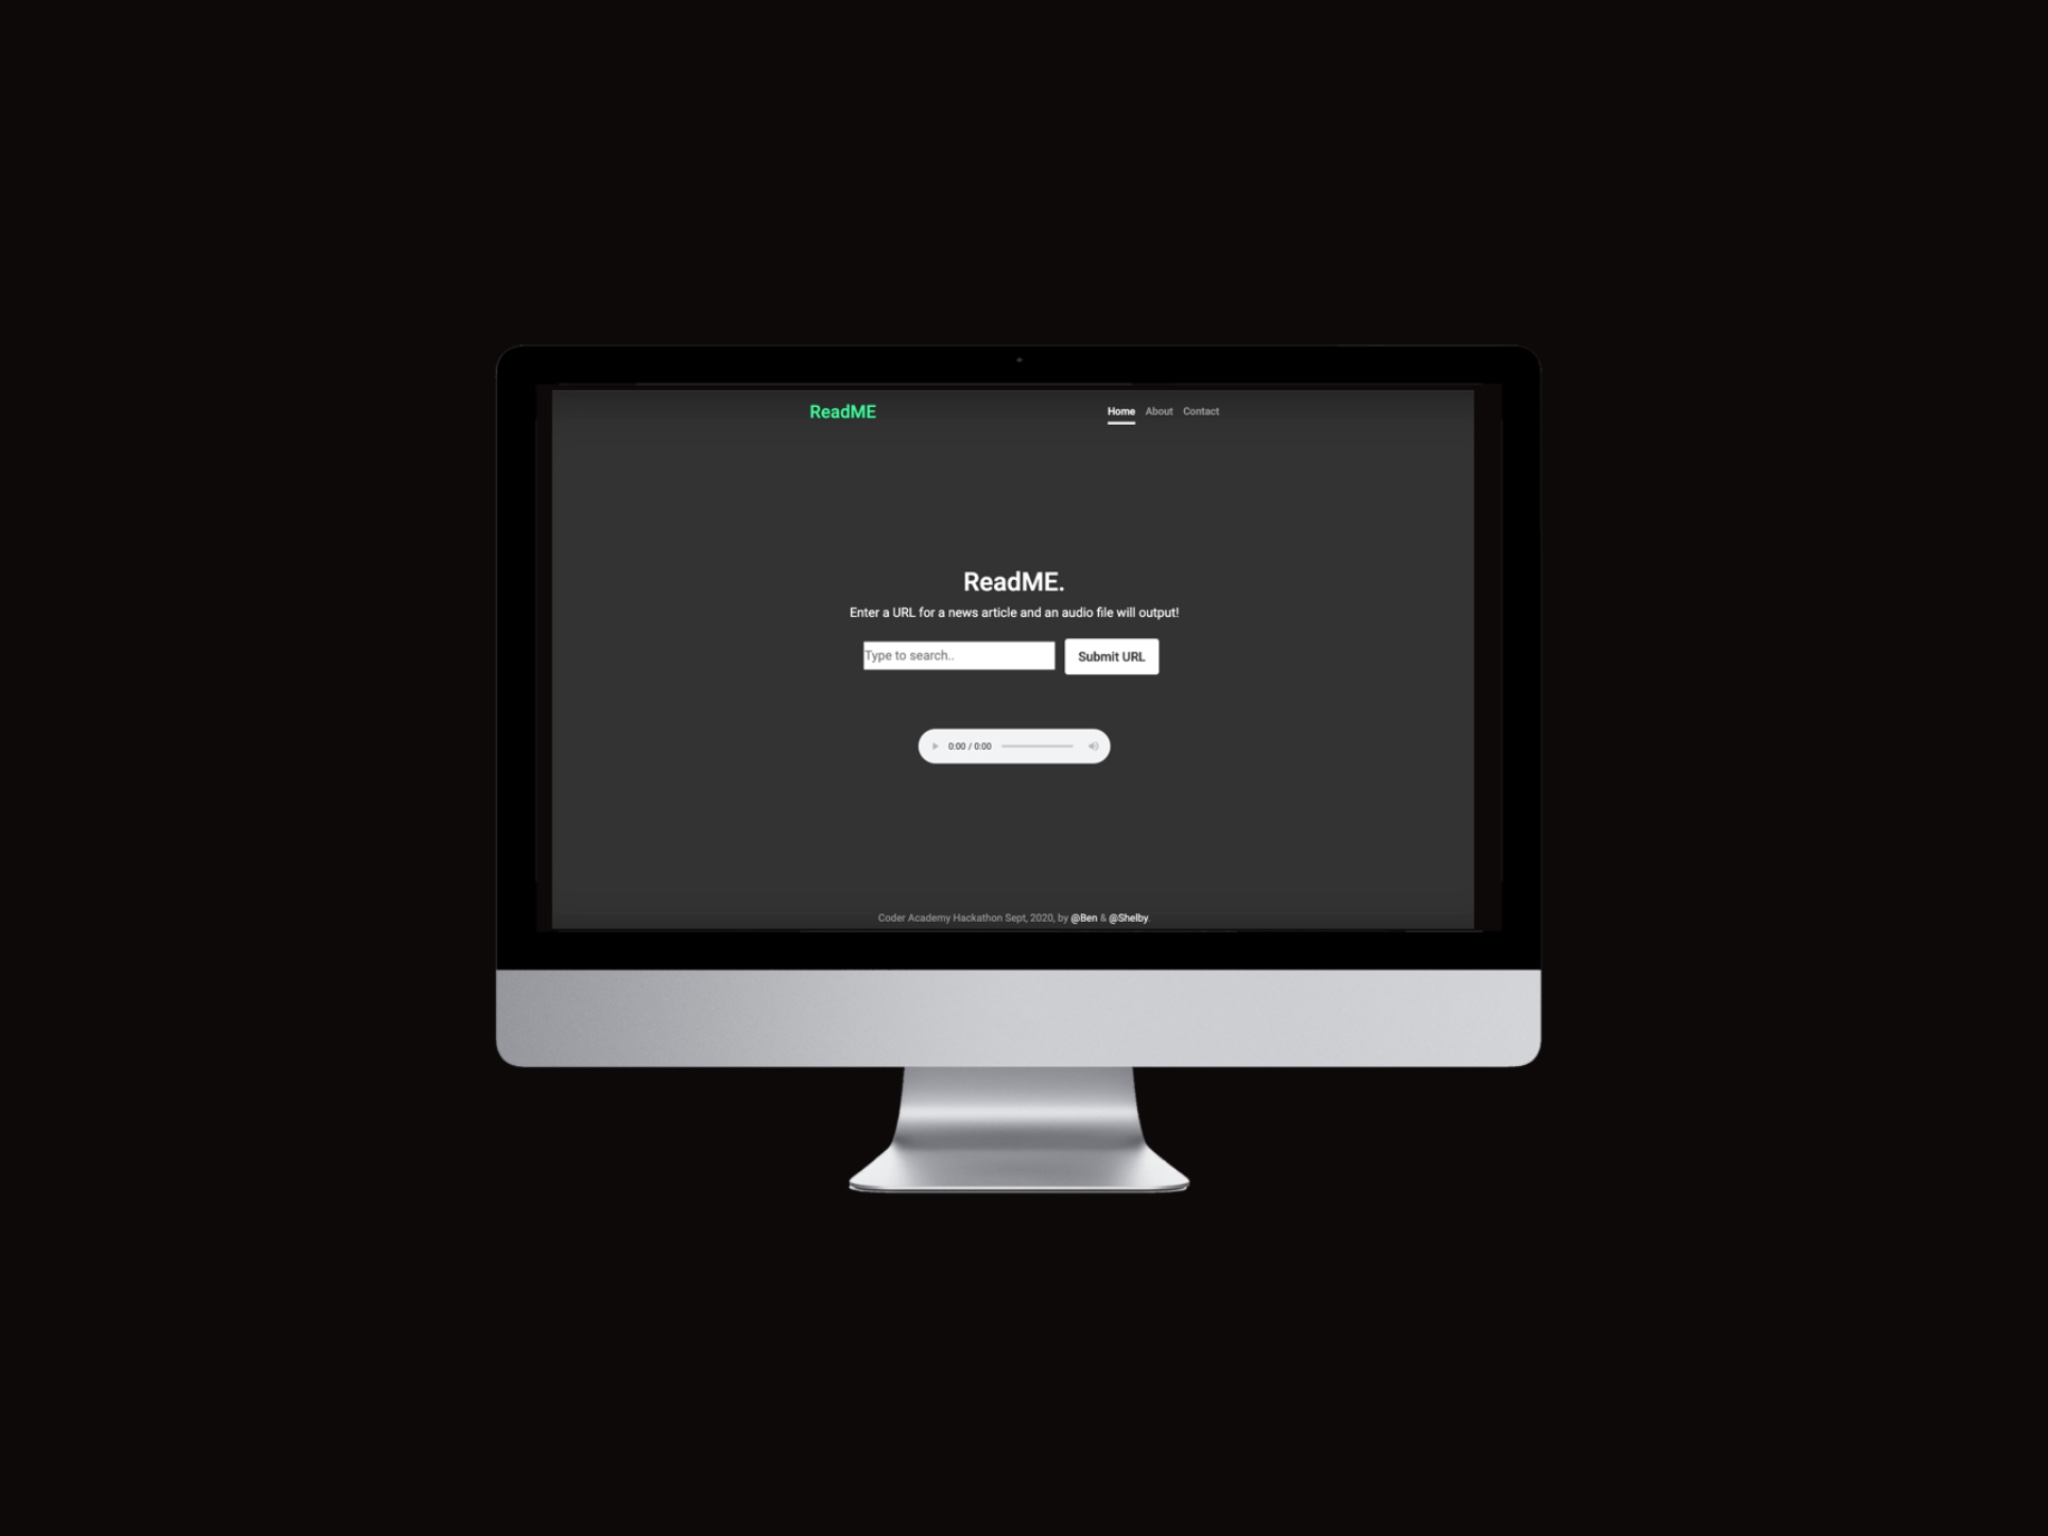 ReadME
Home About Contact
ReadME.
Enter a URL for a news article and an audio file will output!
Type to search..
Submit URL
0:00 / 0:00
Coder Academy Hackathon Sept, 2020, by @Ben & @Shelby.